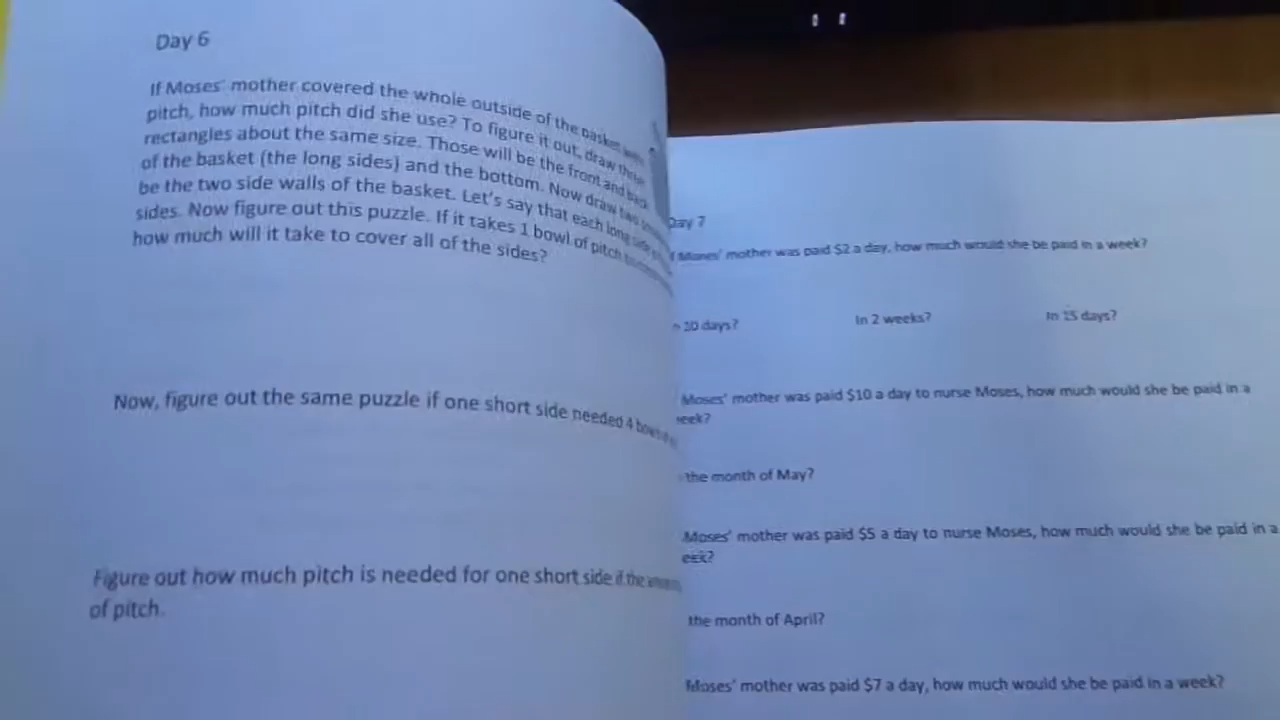 Day 6
If Moses' mother covered the whole outside of the basket with
pitch, how much pitch did she use? To figure it out, draw three
rectangles about the same size. Those will be the front and back
of the basket (the long sides) and the bottom. Now draw two
be the two side walls of the basket. Let's say that each long side
sides. Now figure out this puzzle. If it takes 1 bowl of pitch
how much will it take to cover all of the sides?
Now, figure out the same puzzle if one short side needed 4 bowls
Figure out how much pitch is needed for one short side if the
of pitch.
Day 7
Moses' mother was paid $2 a day, how much would she be paid in a week?
10 days?
In 2 weeks?
In 15 days?
Moses' mother was paid $10 a day to nurse Moses, how much would she be paid in a
eek?
the month of May?
Moses' mother was paid $5 a day to nurse Moses, how much would she be paid in a
eek?
the month of April?
Moses' mother was paid $7 a day, how much would she be paid in a week?